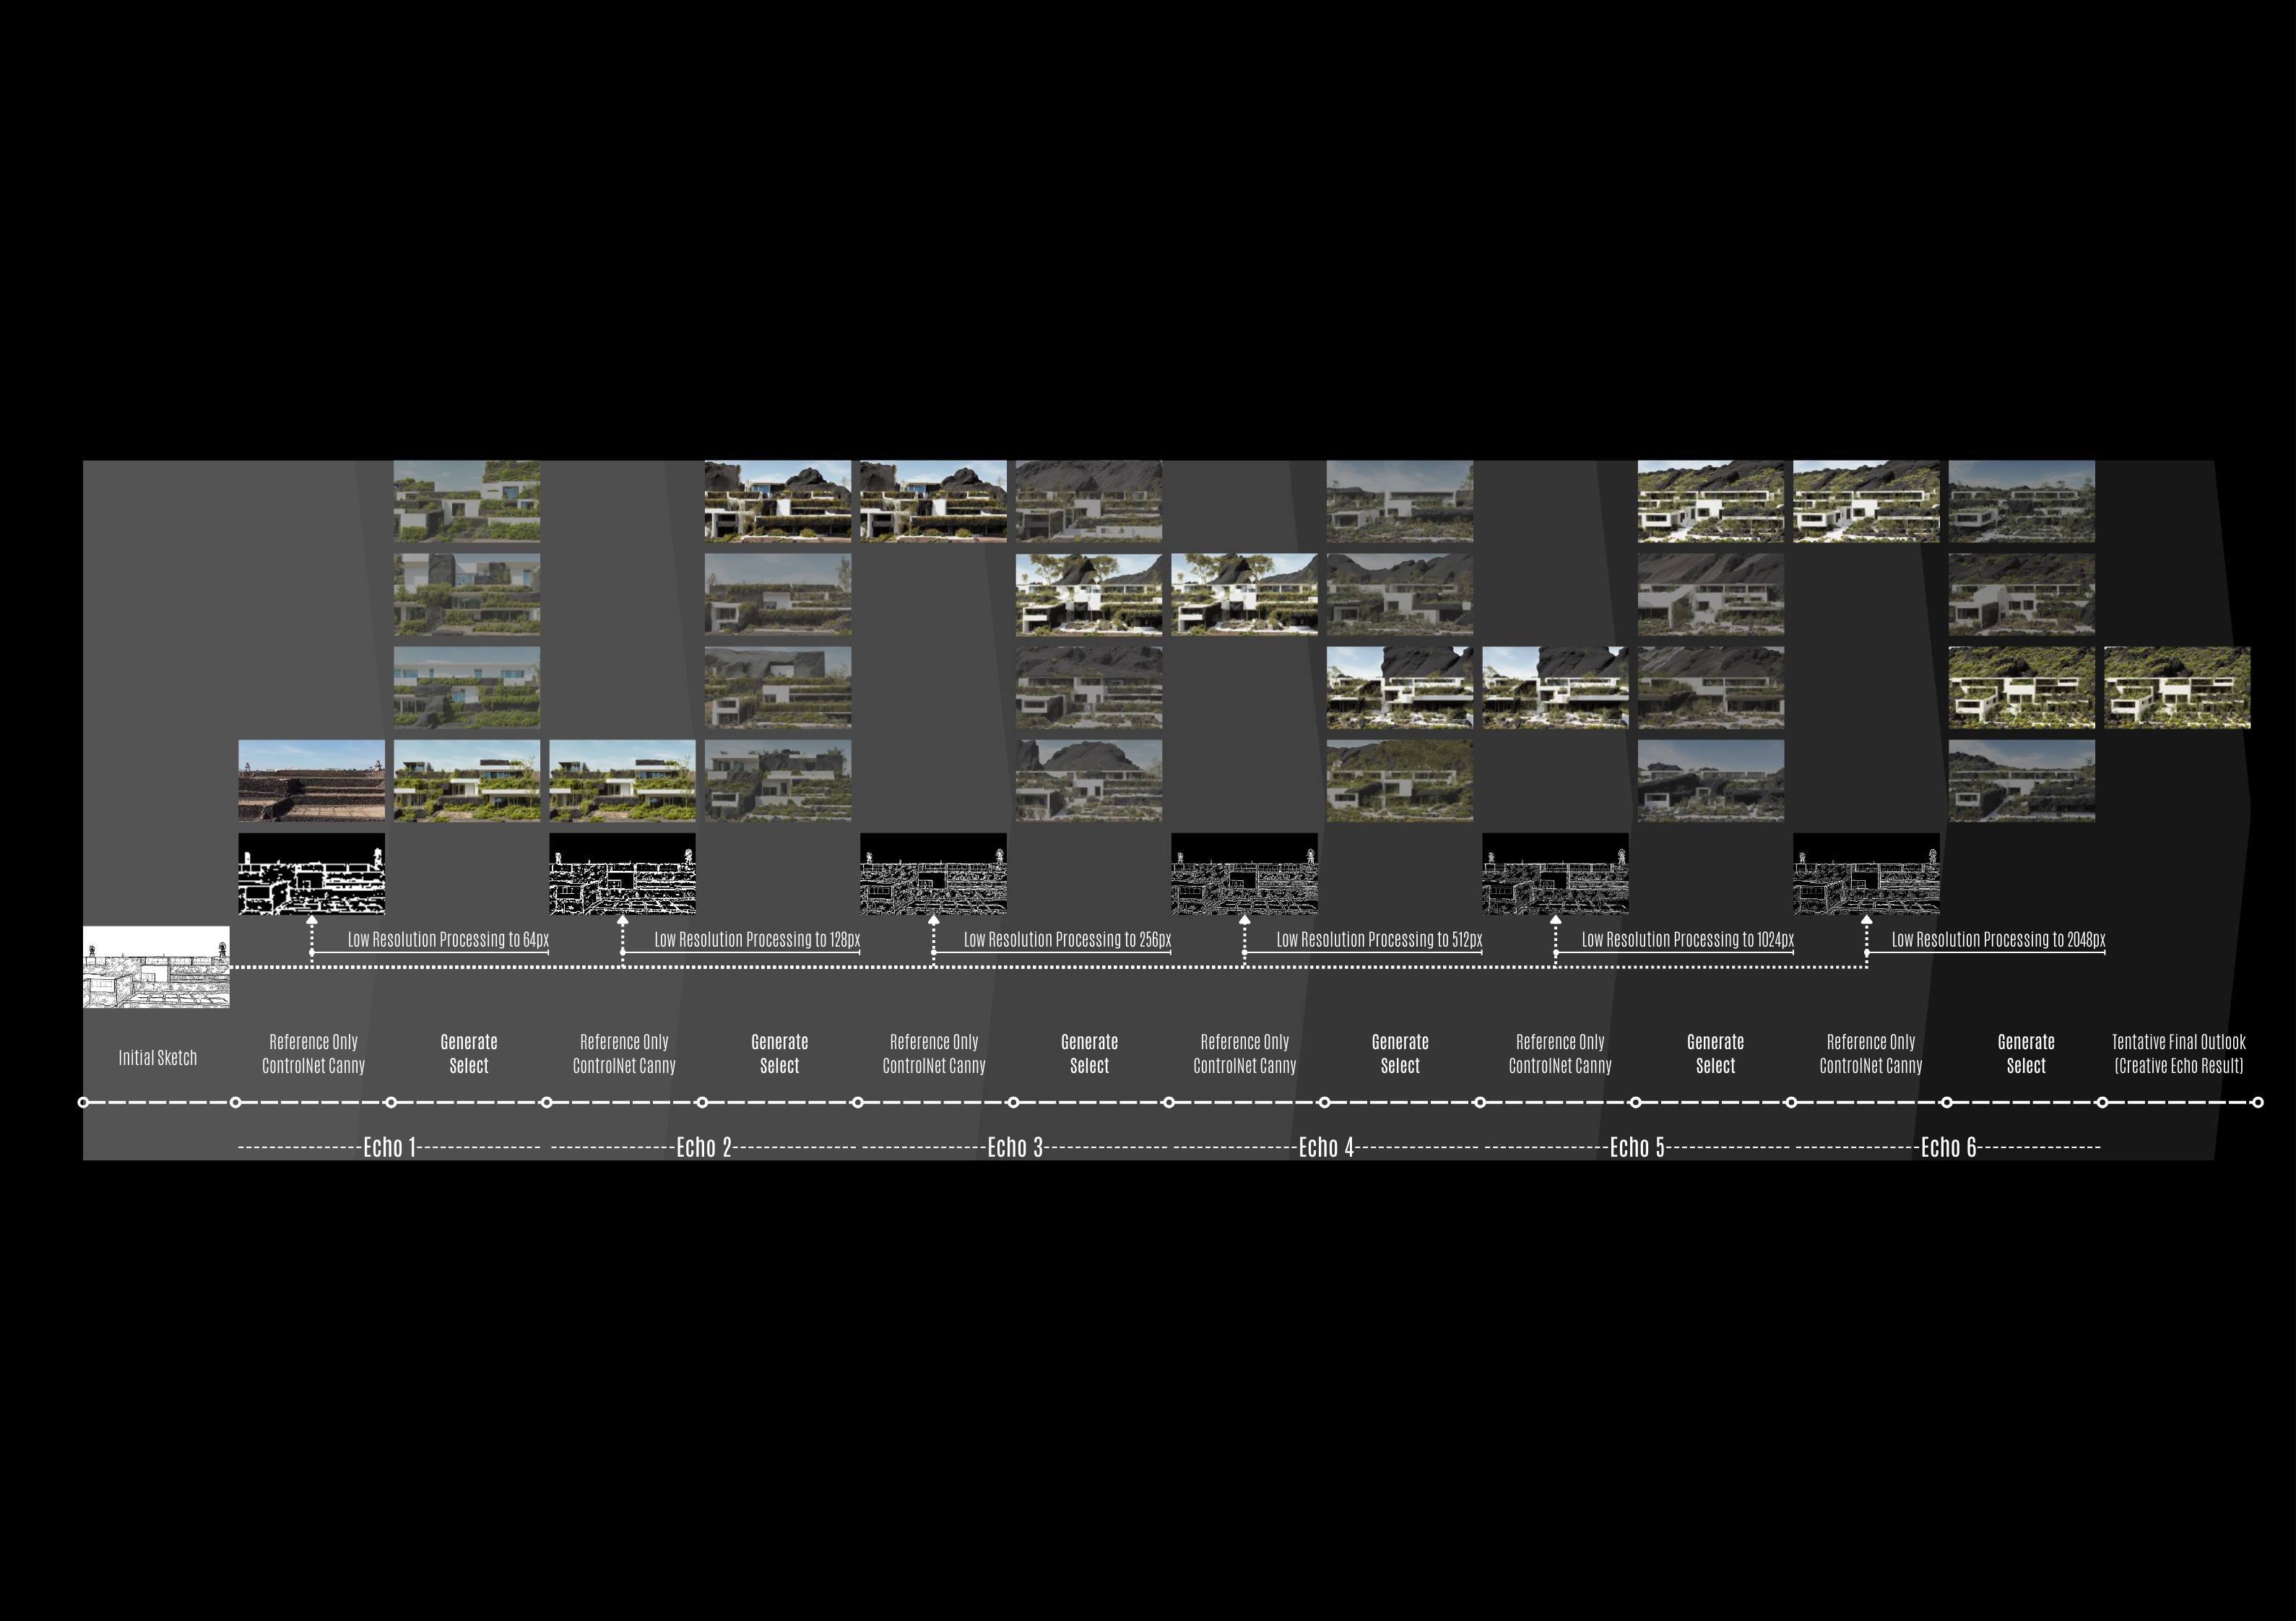 Low Resolution Processing to 64px
Low Resolution Processing to 128px
Low Resolution Processing to 256px
Low Resolution Processing to 512px
Low Resolution Processing to 1024px
Low Resolution Processing to 2048px
Initial Sketch
Reference Only
ControlNet Canny
Generate
Select
Reference Only
ControlNet Canny
Generate
Select
Reference Only
ControlNet Canny
Generate
Select
Reference Only
ControlNet Canny
Generate
Select
Reference Only
ControlNet Canny
Generate
Select
Reference Only
ControlNet Canny
Generate
Select
Tentative Final Outlook
(Creative Echo Result)
Echo 1
Echo 2
Echo 3
Echo 4
Echo 5
Echo 6